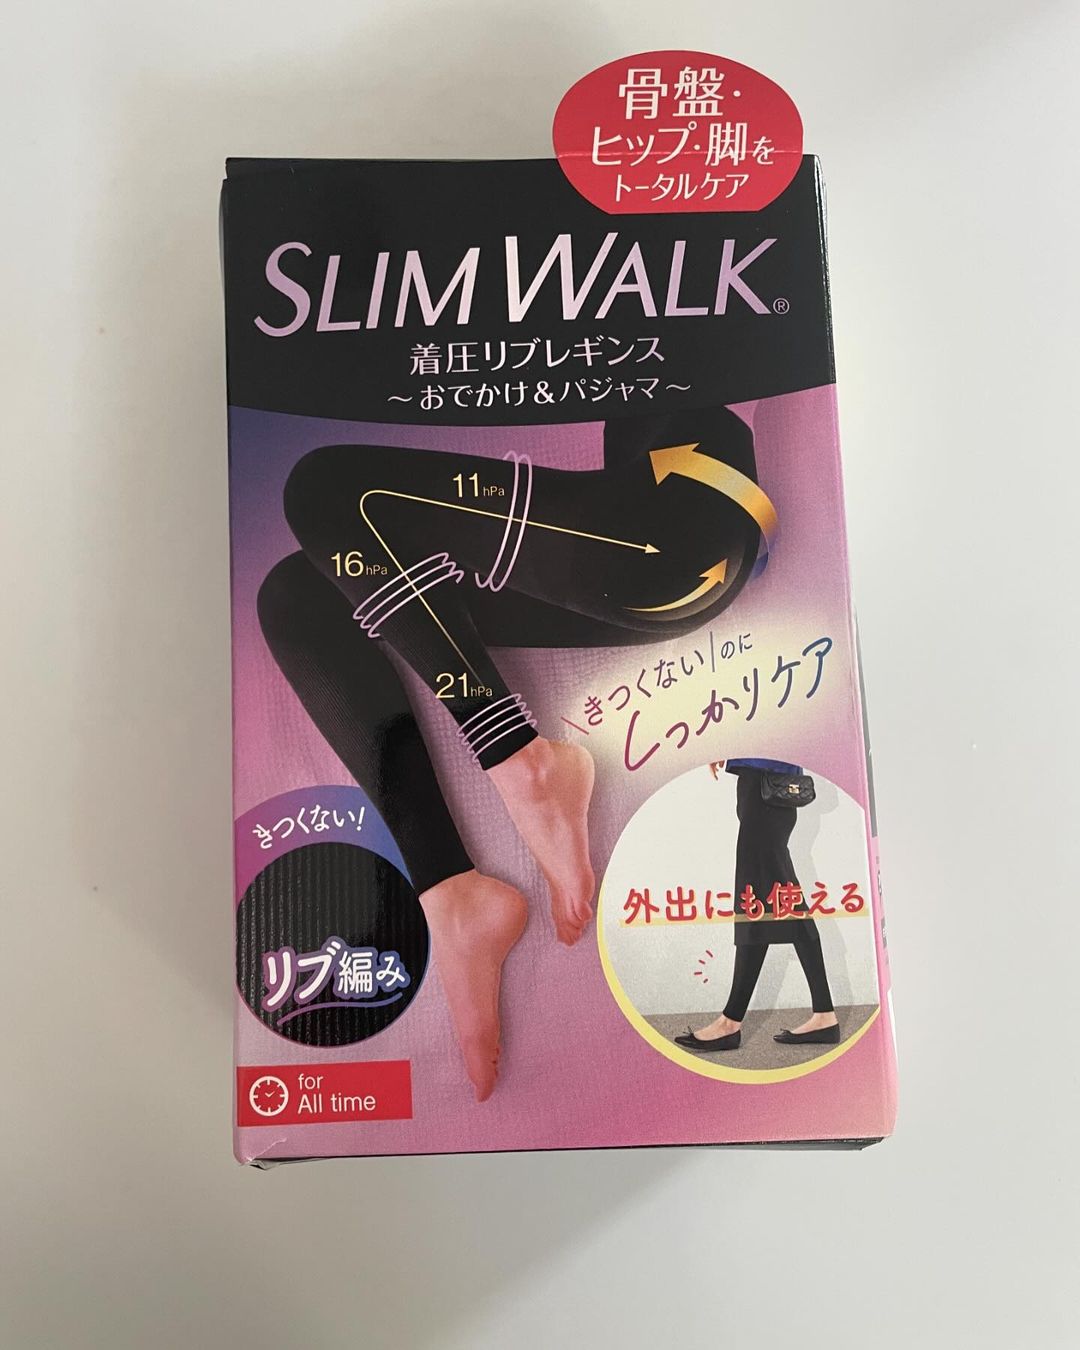 骨盤・
ヒップ・脚を
トータルケア
SLIM WALK®
着圧リブレギンス
～おでかけ＆パジャマ～
11hPa
16hPa
21hPa
\きつくない/のに
しっかりケア
きつくない!
リブ編み
外出にも使える
for
All time